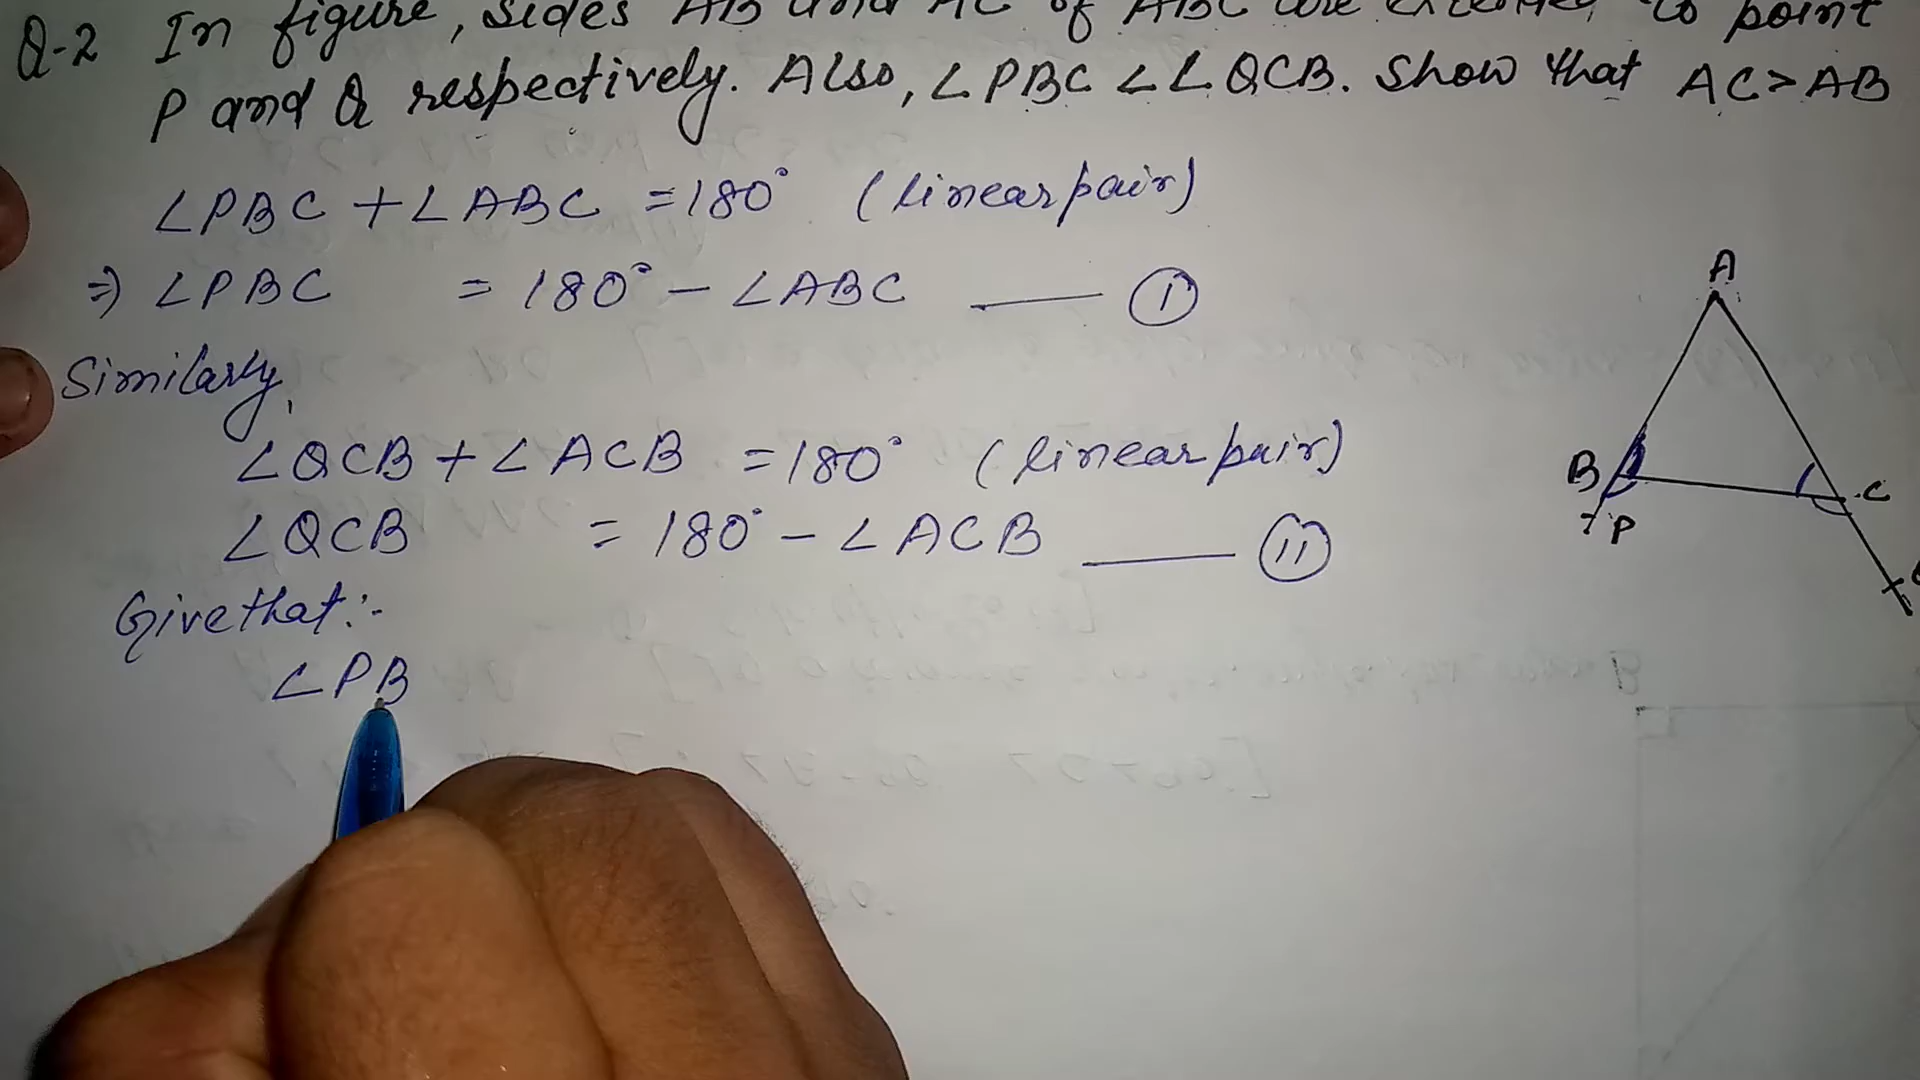 Q-2 In figure, sides AB and AC of ABC are extended to point
P and Q respectively. Also, ∠PBC < ∠QCB. Show that AC > AB
∠PBC + ∠ABC = 180° (linear pair)
⇒ ∠PBC = 180° - ∠ABC —— (i)
Similarly,
∠QCB + ∠ACB = 180° (linear pair)
∠QCB = 180° - ∠ACB —— (ii)
Give that :-
∠PB
A
B
C
P